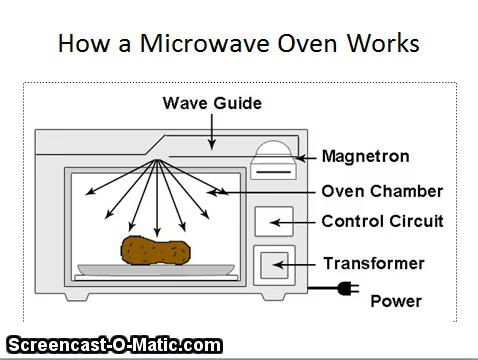 How a Microwave Oven Works
Wave Guide
Magnetron
Oven Chamber
Control Circuit
Transformer
Power
Screencast-O-Matic.com